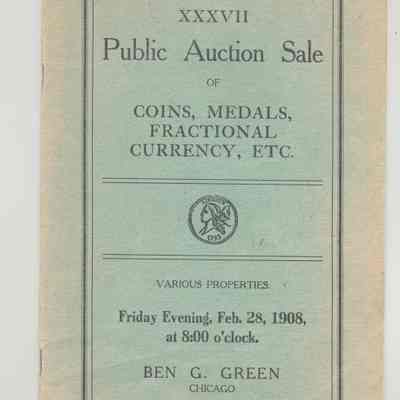 XXXVII
Public Auction Sale
OF
COINS, MEDALS,
FRACTIONAL
CURRENCY, ETC.
VARIOUS PROPERTIES.
Friday Evening, Feb. 28, 1908,
at 8:00 o'clock.
BEN G. GREEN
CHICAGO